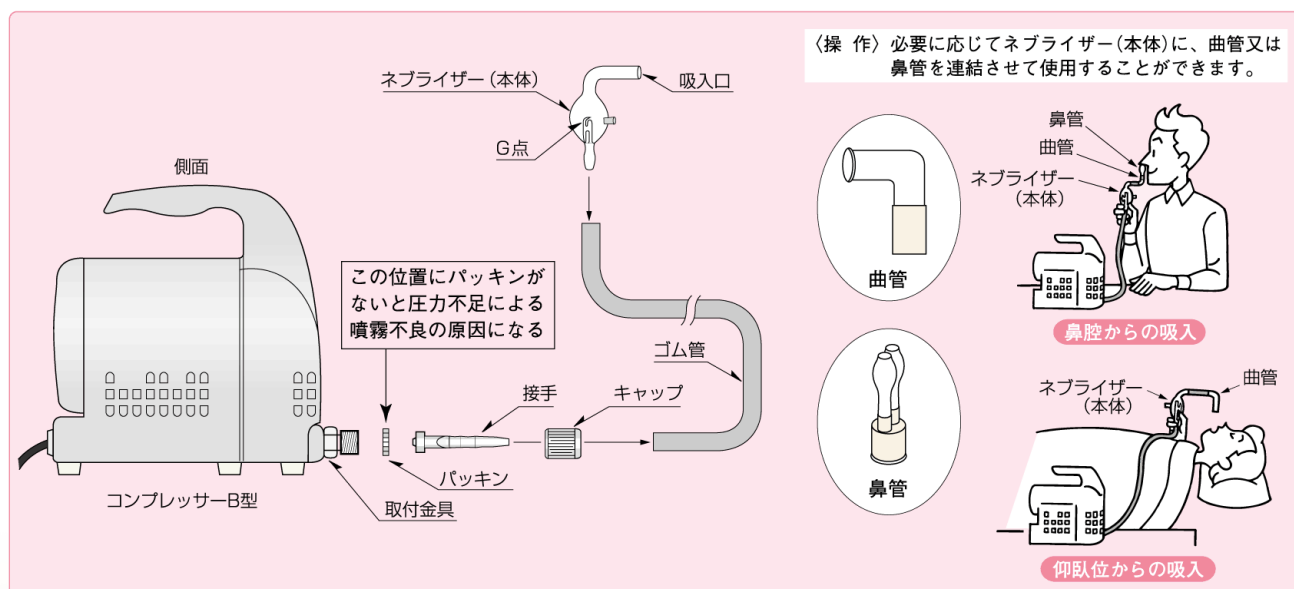 〈操 作〉必要に応じてネブライザー(本体)に、曲管又は
鼻管を連結させて使用することができます。
ネブライザー(本体)
吸入口
G点
側面
この位置にパッキンが
ないと圧力不足による
噴霧不良の原因になる
ゴム管
接手
キャップ
パッキン
取付金具
コンプレッサーB型
曲管
鼻管
鼻管
曲管
ネブライザー
(本体)
鼻腔からの吸入
ネブライザー
(本体)
曲管
仰臥位からの吸入